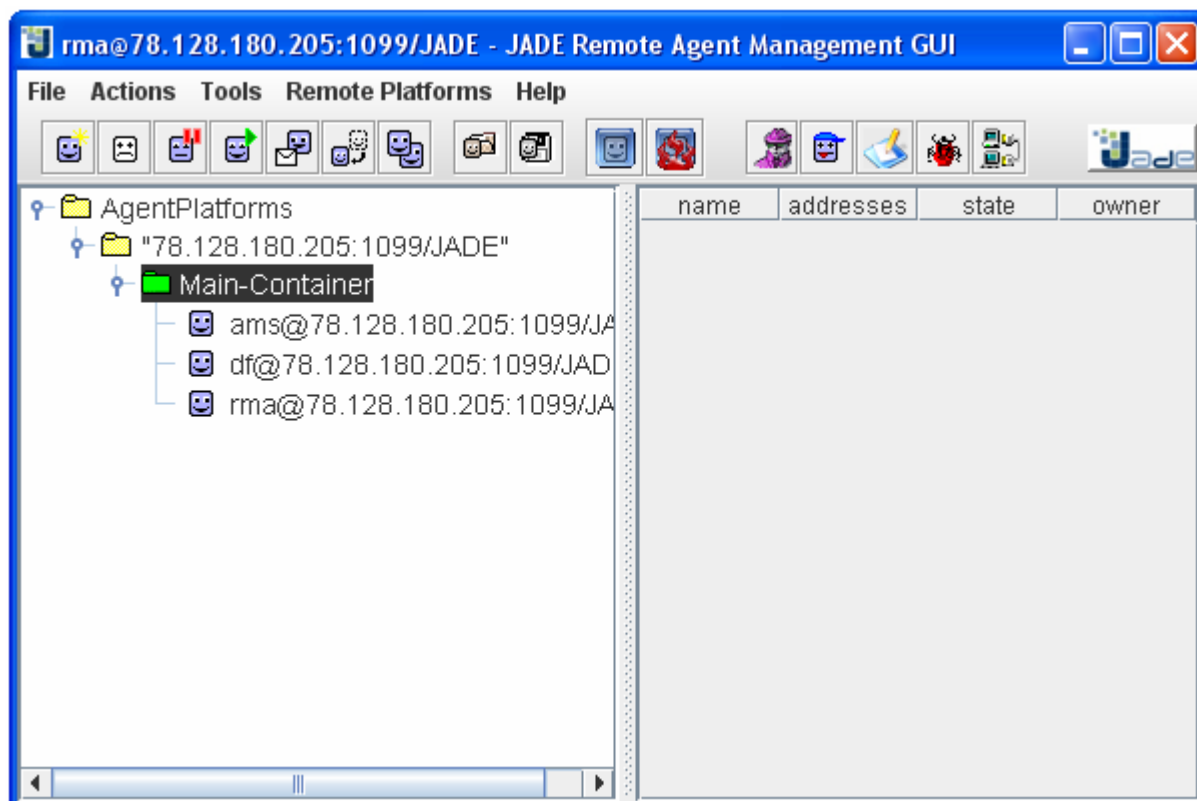 rma@78.128.180.205:1099/JADE - JADE Remote Agent Management GUI
File Actions Tools Remote Platforms Help
Jade
AgentPlatforms
"78.128.180.205:1099/JADE"
Main-Container
ams@78.128.180.205:1099/JA
df@78.128.180.205:1099/JAD
rma@78.128.180.205:1099/JA
name addresses state owner